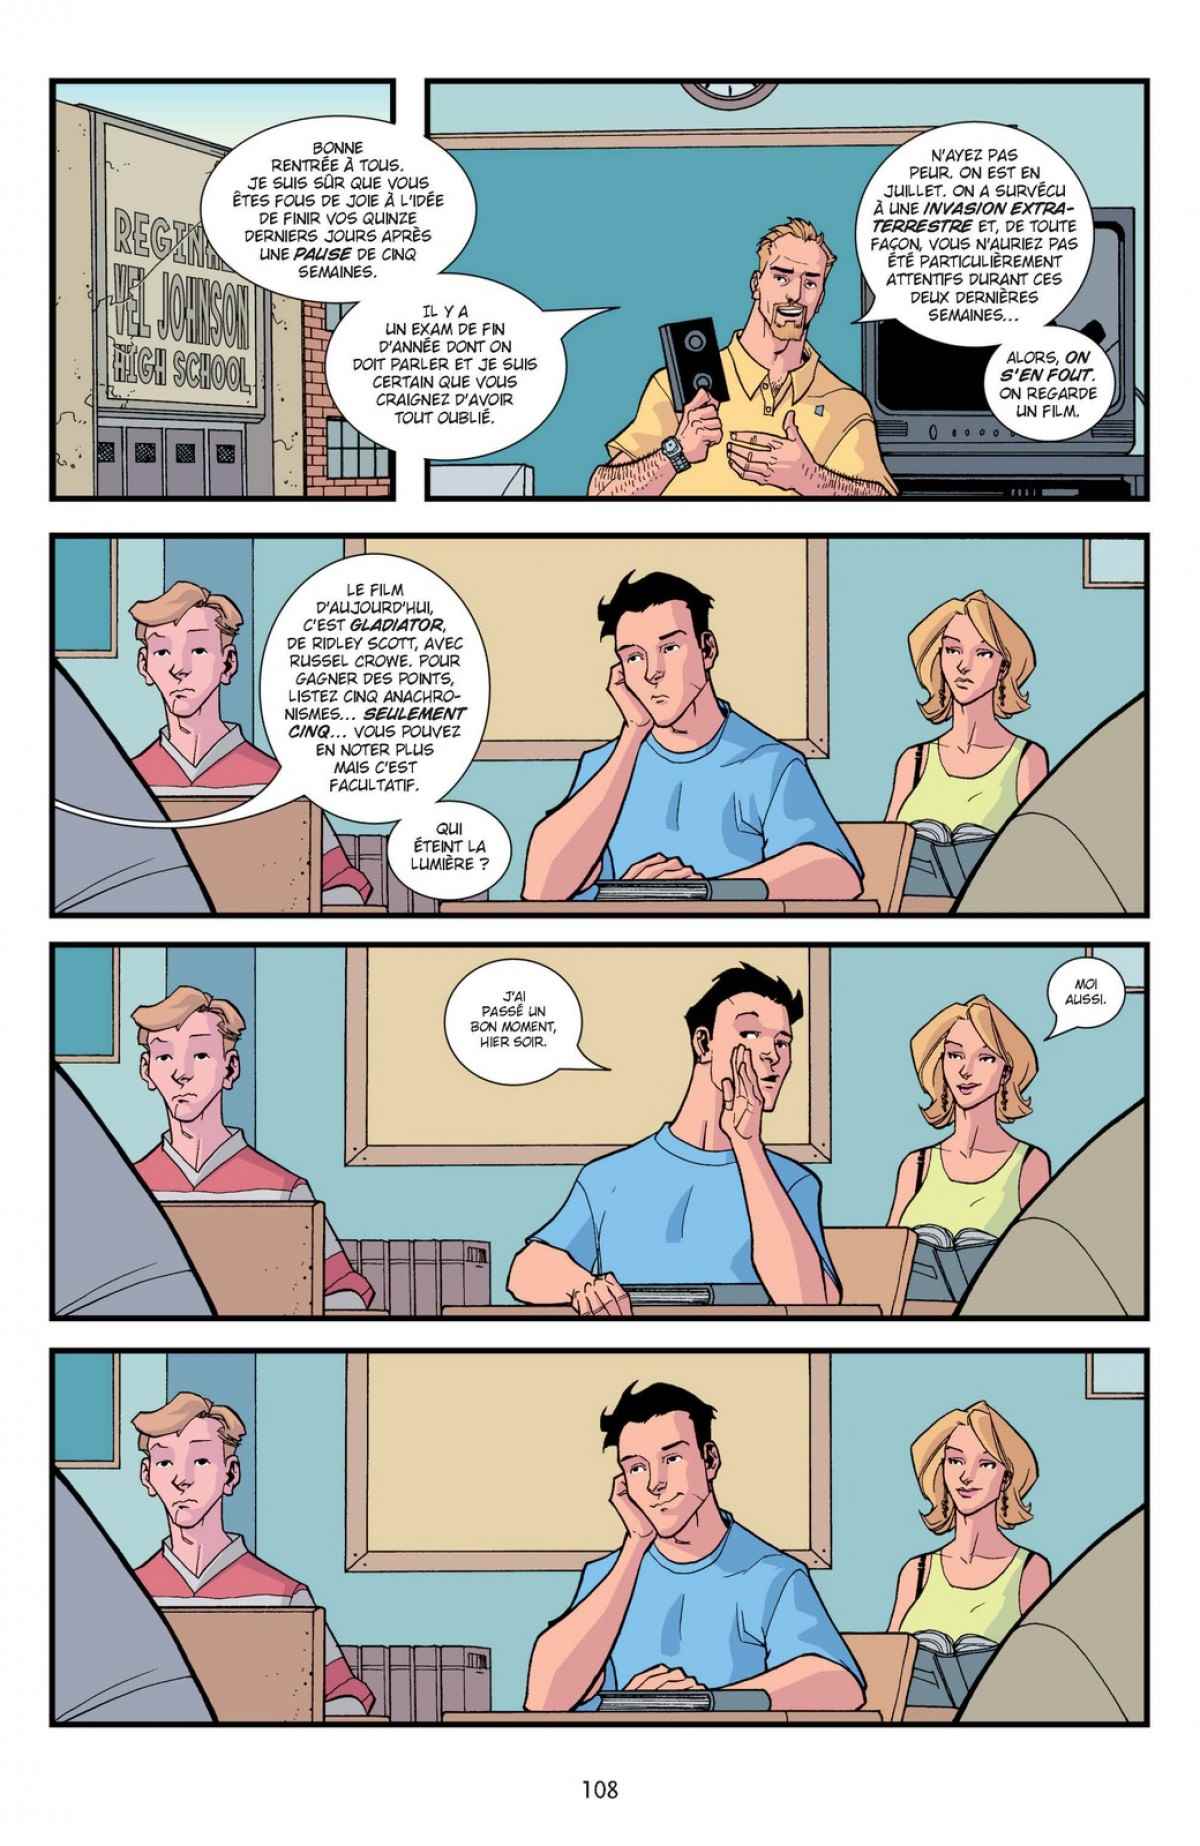 REGINA
VEL JOHNSON
HIGH SCHOOL
BONNE
RENTRÉE À TOUS.
JE SUIS SÛR QUE VOUS
ÊTES FOUS DE JOIE À L'IDÉE
DE FINIR VOS QUINZE
DERNIERS JOURS APRÈS
UNE PAUSE DE CINQ
SEMAINES.
IL Y A
UN EXAM DE FIN
D'ANNÉE DONT ON
DOIT PARLER ET JE SUIS
CERTAIN QUE VOUS
CRAIGNEZ D'AVOIR
TOUT OUBLIÉ.
N'AYEZ PAS
PEUR. ON EST EN
JUILLET. ON A SURVÉCU
À UNE INVASION EXTRA-
TERRESTRE ET, DE TOUTE
FAÇON, VOUS N'AURIEZ PAS
ÉTÉ PARTICULIÈREMENT
ATTENTIFS DURANT CES
DEUX DERNIÈRES
SEMAINES...
ALORS, ON
S'EN FOUT.
ON REGARDE
UN FILM.
LE FILM
D'AUJOURD'HUI,
C'EST GLADIATOR,
DE RIDLEY SCOTT, AVEC
RUSSEL CROWE. POUR
GAGNER DES POINTS,
LISTEZ CINQ ANACHRO-
NISMES... SEULEMENT
CINQ... VOUS POUVEZ
EN NOTER PLUS
MAIS C'EST
FACULTATIF.
QUI
ÉTEINT LA
LUMIÈRE ?
J'AI
PASSÉ UN
BON MOMENT,
HIER SOIR.
MOI
AUSSI.
108